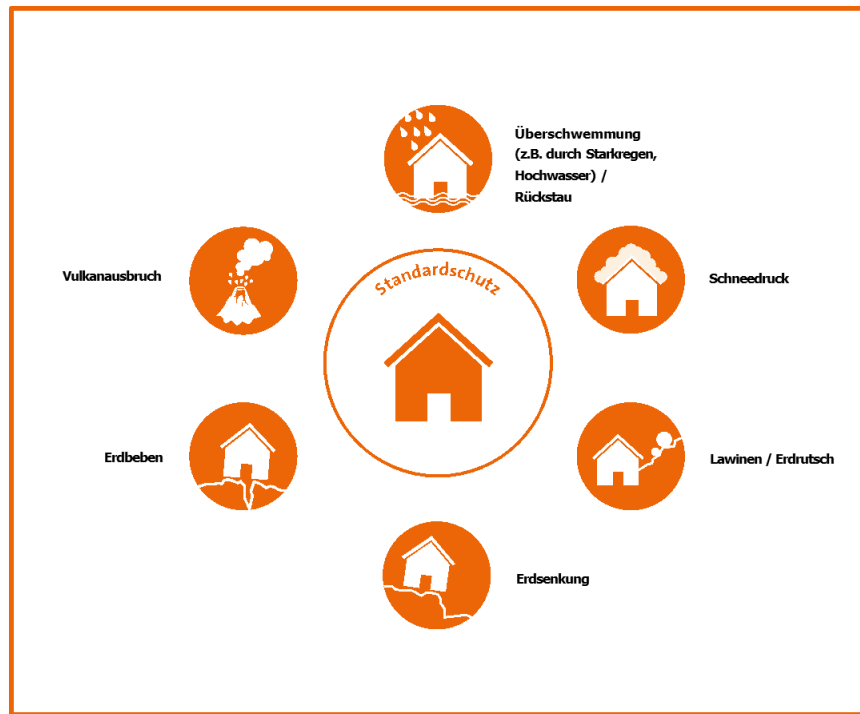 Überschwemmung
(z.B. durch Starkregen,
Hochwasser) /
Rückstau
Vulkanausbruch
Schneedruck
Standardschutz
Erdbeben
Lawinen / Erdrutsch
Erdsenkung